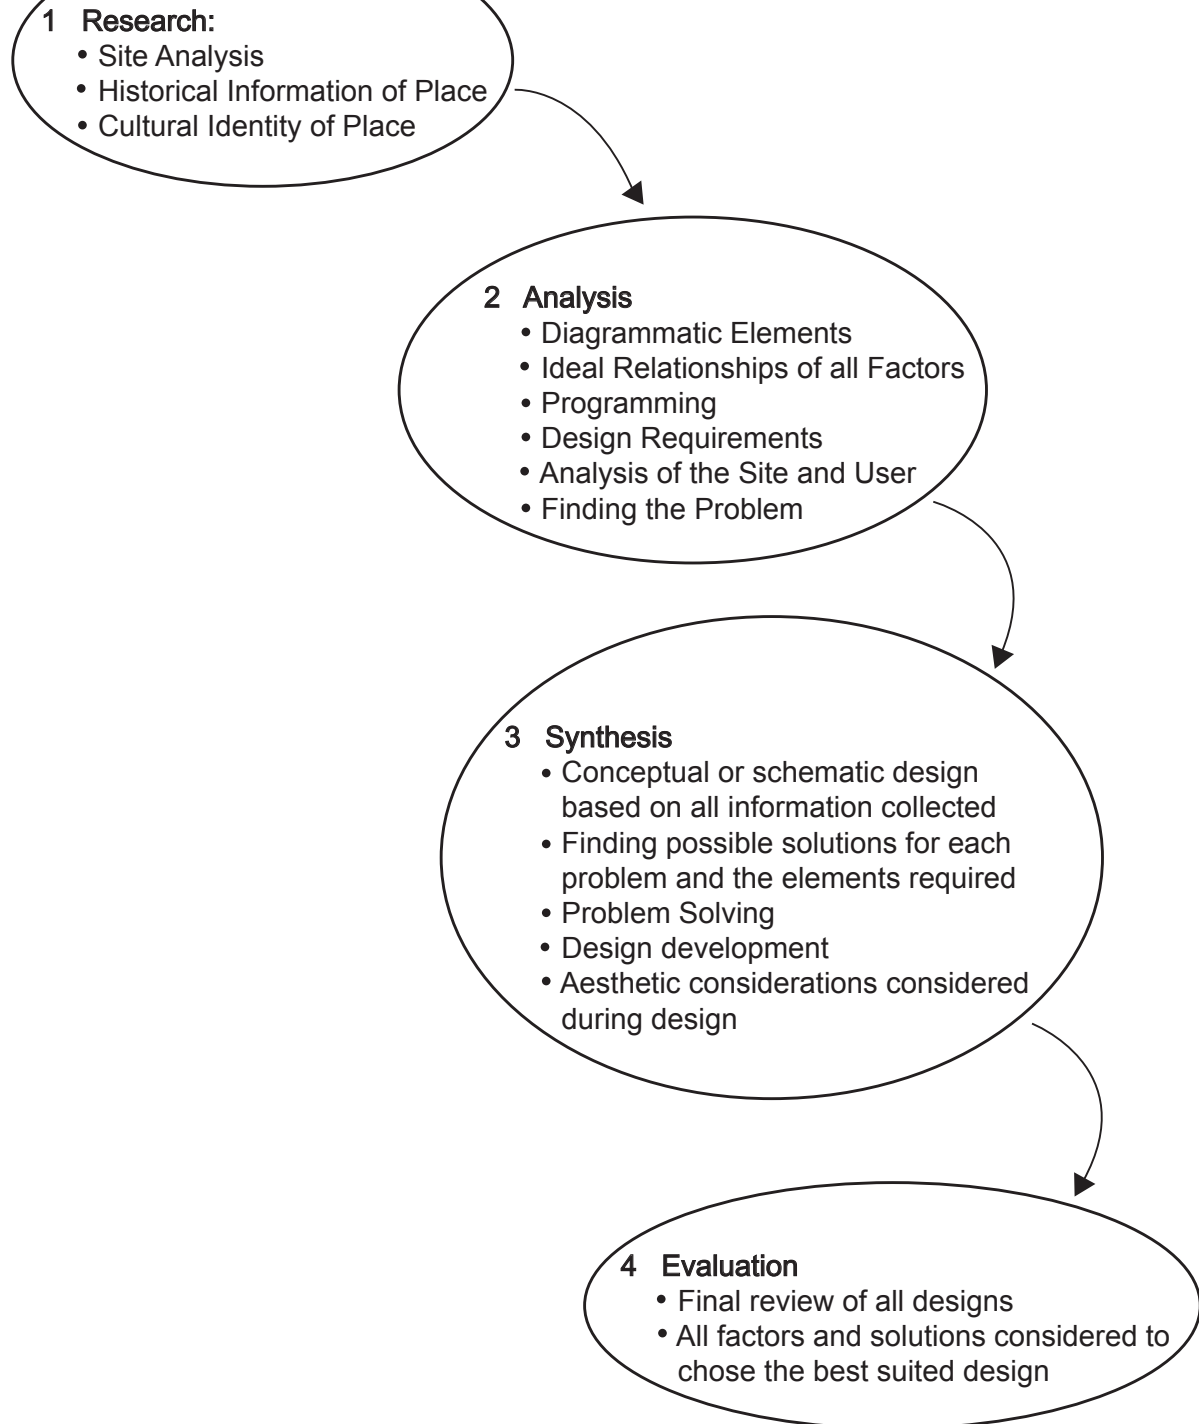 1 Research:
• Site Analysis
• Historical Information of Place
• Cultural Identity of Place
2 Analysis
• Diagrammatic Elements
• Ideal Relationships of all Factors
• Programming
• Design Requirements
• Analysis of the Site and User
• Finding the Problem
3 Synthesis
• Conceptual or schematic design
based on all information collected
• Finding possible solutions for each
problem and the elements required
• Problem Solving
• Design development
• Aesthetic considerations considered
during design
4 Evaluation
• Final review of all designs
• All factors and solutions considered to
chose the best suited design